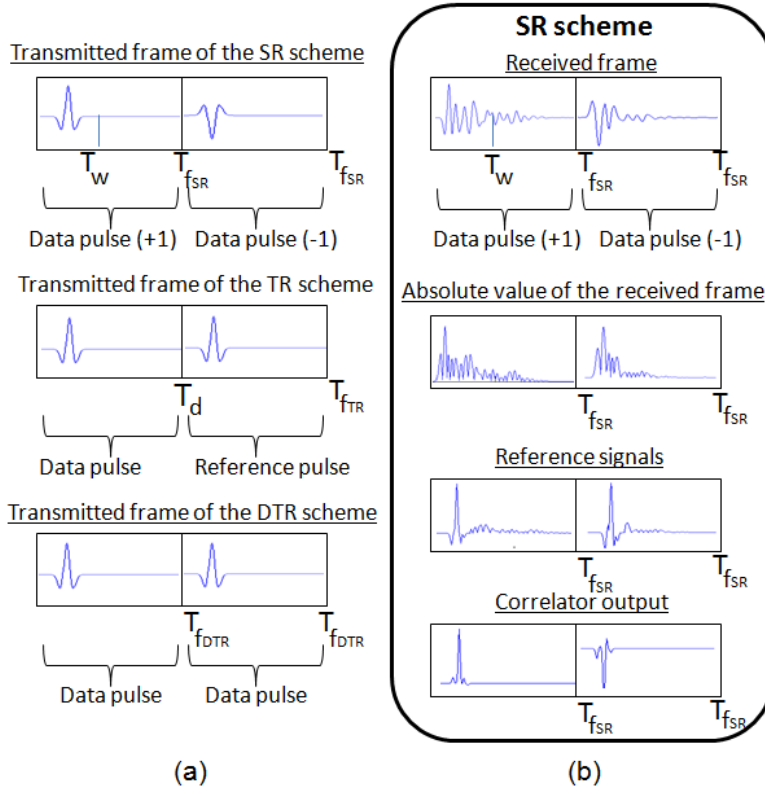 Transmitted frame of the SR scheme
T_w T_fSR T_fSR
Data pulse (+1) Data pulse (-1)
Transmitted frame of the TR scheme
T_d T_fTR
Data pulse Reference pulse
Transmitted frame of the DTR scheme
T_fDTR T_fDTR
Data pulse Data pulse
(a)
SR scheme
Received frame
T_w T_fSR T_fSR
Data pulse (+1) Data pulse (-1)
Absolute value of the received frame
T_fSR T_fSR
Reference signals
T_fSR T_fSR
Correlator output
T_fSR T_fSR
(b)